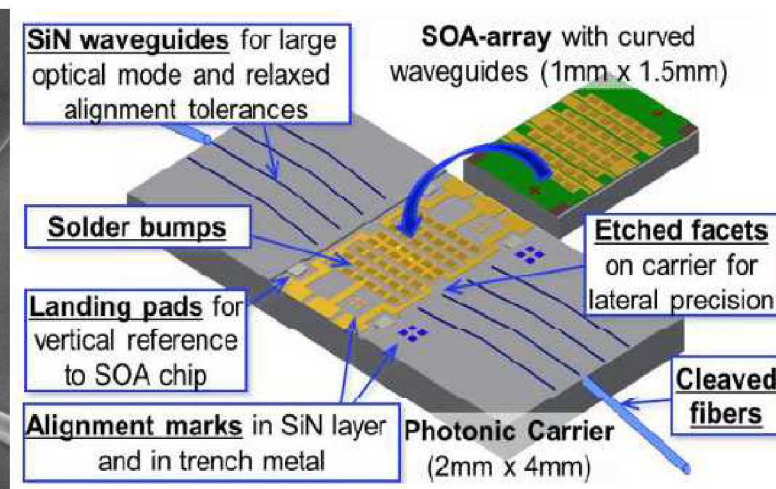 SiN waveguides for large
optical mode and relaxed
alignment tolerances
SOA-array with curved
waveguides (1mm x 1.5mm)
Solder bumps
Etched facets
on carrier for
lateral precision
Landing pads for
vertical reference
to SOA chip
Cleaved
fibers
Alignment marks in SiN layer
and in trench metal
Photonic Carrier
(2mm x 4mm)